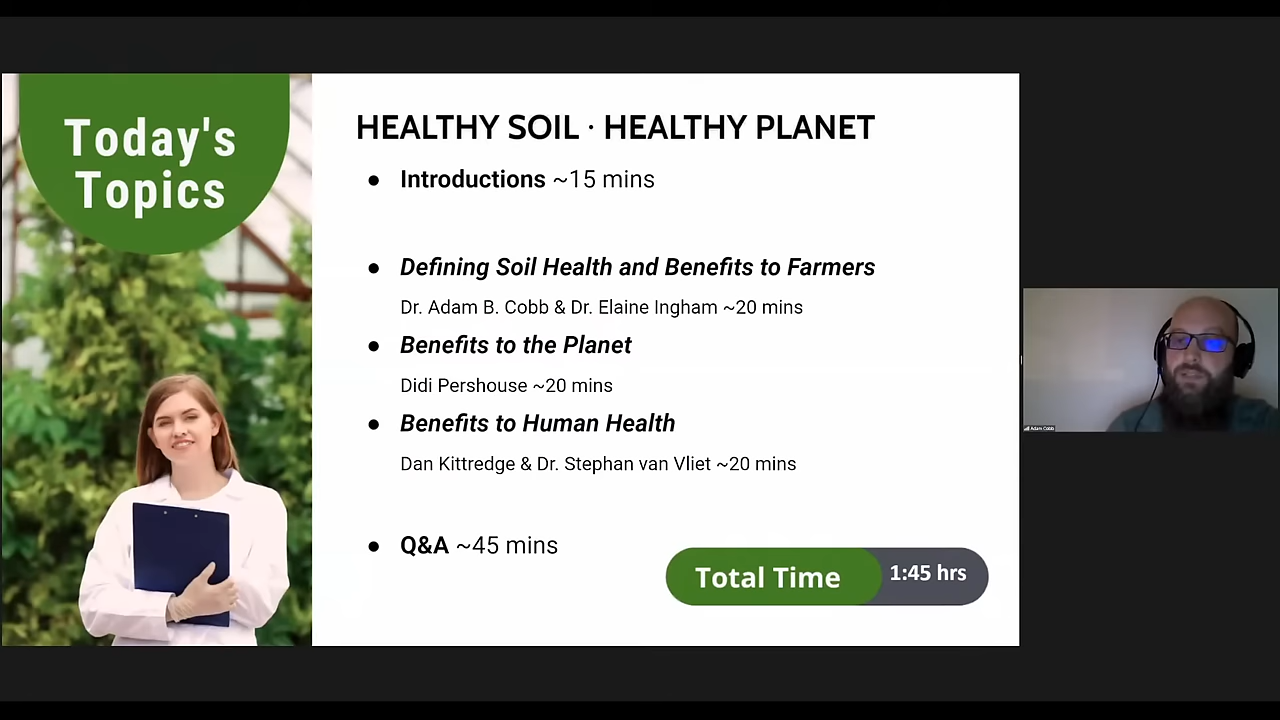 Today's
Topics
HEALTHY SOIL · HEALTHY PLANET
● Introductions ~15 mins
● Defining Soil Health and Benefits to Farmers
Dr. Adam B. Cobb & Dr. Elaine Ingham ~20 mins
● Benefits to the Planet
Didi Pershouse ~20 mins
● Benefits to Human Health
Dan Kittredge & Dr. Stephan van Vliet ~20 mins
● Q&A ~45 mins
Total Time 1:45 hrs
Adam Cobb